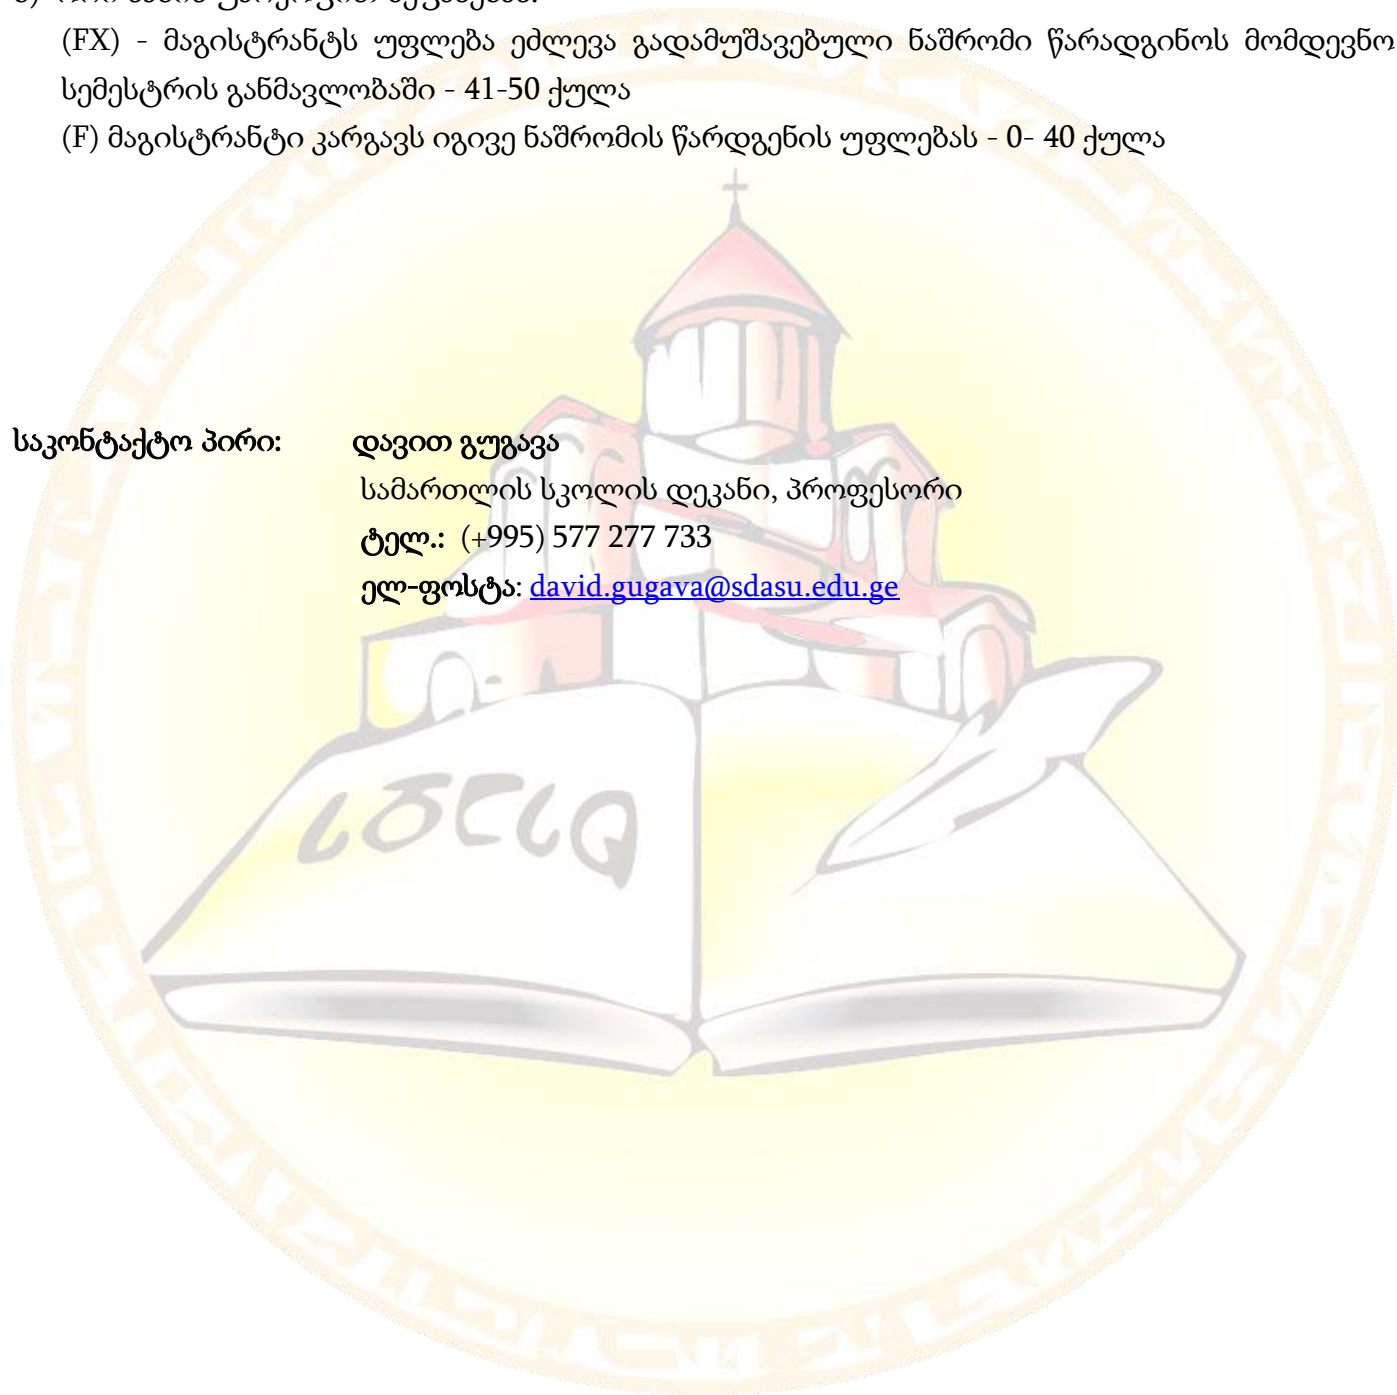 (FX) - მაგისტრანტს უფლება ეძლევა გადამუშავებული ნაშრომი წარადგინოს მომდევნო
სემესტრის განმავლობაში - 41-50 ქულა
(F) მაგისტრანტი კარგავს იგივე ნაშრომის წარდგენის უფლებას - 0- 40 ქულა
საკონტაქტო პირი: დავით გუგავა
სამართლის სკოლის დეკანი, პროფესორი
ტელ.: (+995) 577 277 733
ელ-ფოსტა: david.gugava@sdasu.edu.ge